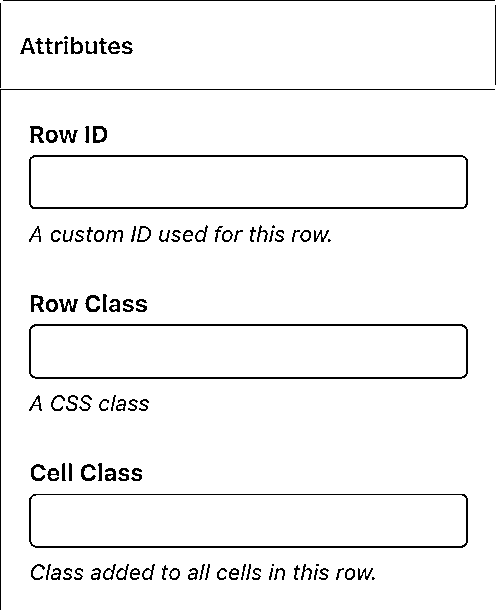 Attributes
Row ID
A custom ID used for this row.
Row Class
A CSS class
Cell Class
Class added to all cells in this row.